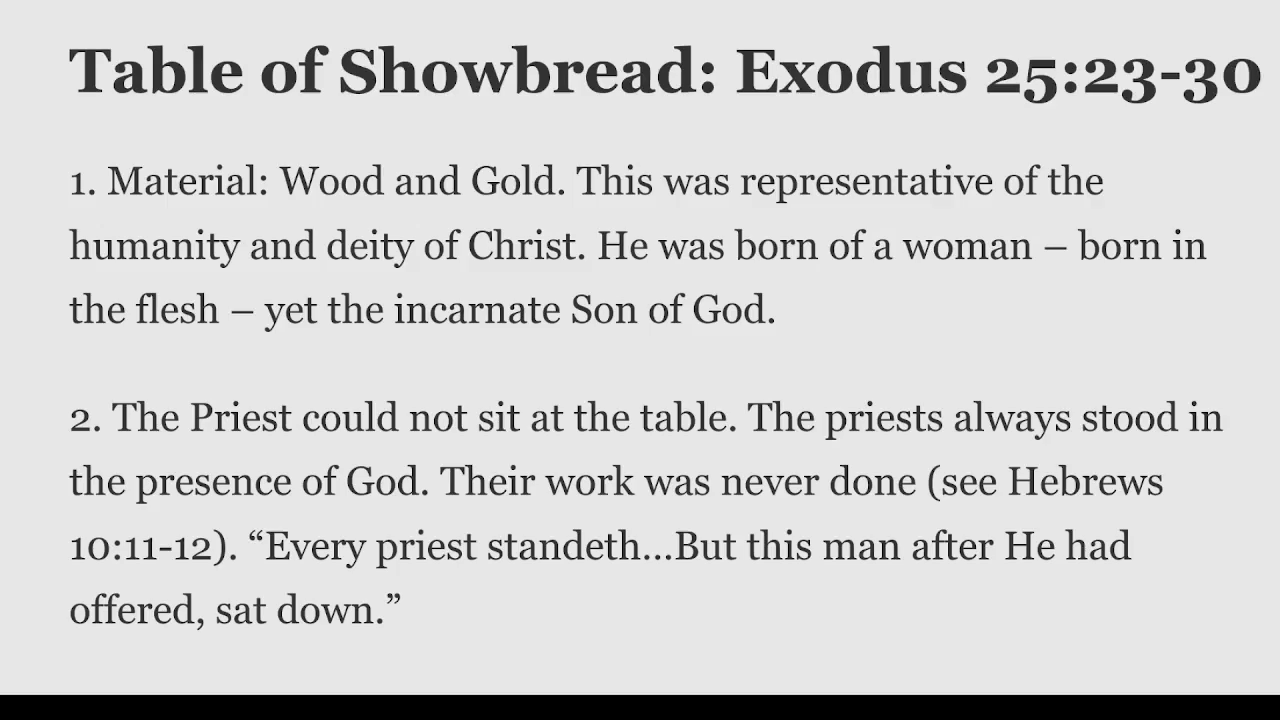 Table of Showbread: Exodus 25:23-30
1. Material: Wood and Gold. This was representative of the
humanity and deity of Christ. He was born of a woman – born in
the flesh – yet the incarnate Son of God.
2. The Priest could not sit at the table. The priests always stood in
the presence of God. Their work was never done (see Hebrews
10:11-12). “Every priest standeth...But this man after He had
offered, sat down.”